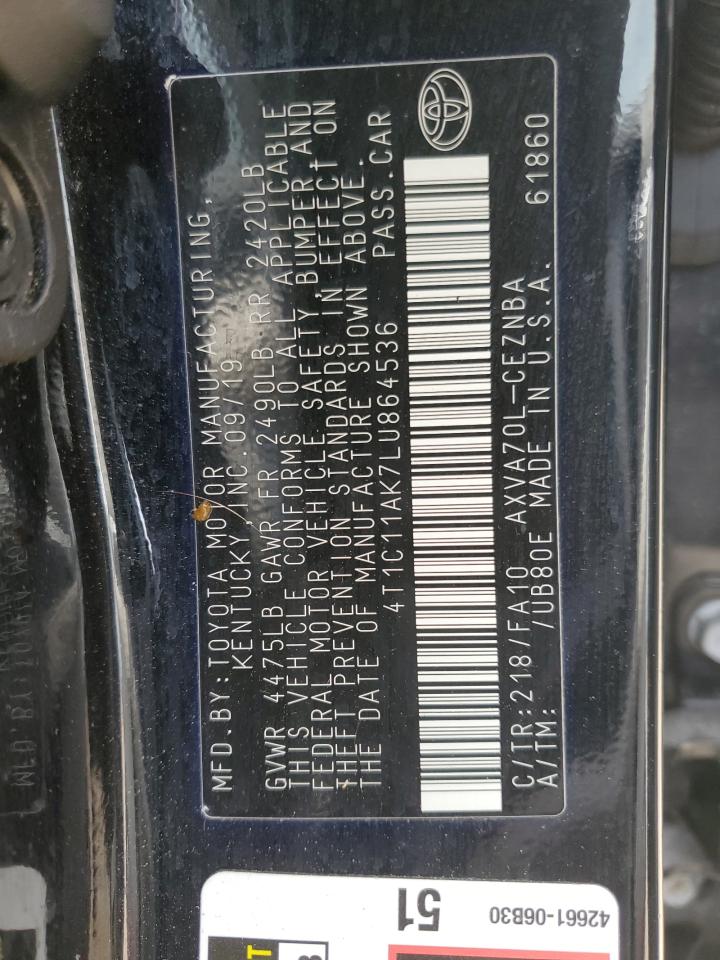 MFD.BY:TOYOTA MOTOR MANUFACTURING,
KENTUCKY, INC.09/19
GVWR 4475LB GAWR FR 2490LB RR 2420LB
THIS VEHICLE CONFORMS TO ALL APPLICABLE
FEDERAL MOTOR VEHICLE SAFETY, BUMPER AND
THEFT PREVENTION STANDARDS IN EFFECT ON
THE DATE OF MANUFACTURE SHOWN ABOVE.
4T1C11AK7LU864536 PASS.CAR
C/TR:218/FA10 AXVA70L-CEZNBA
A/TM: /UB80E MADE IN U.S.A. 61860
51
42661-06B30